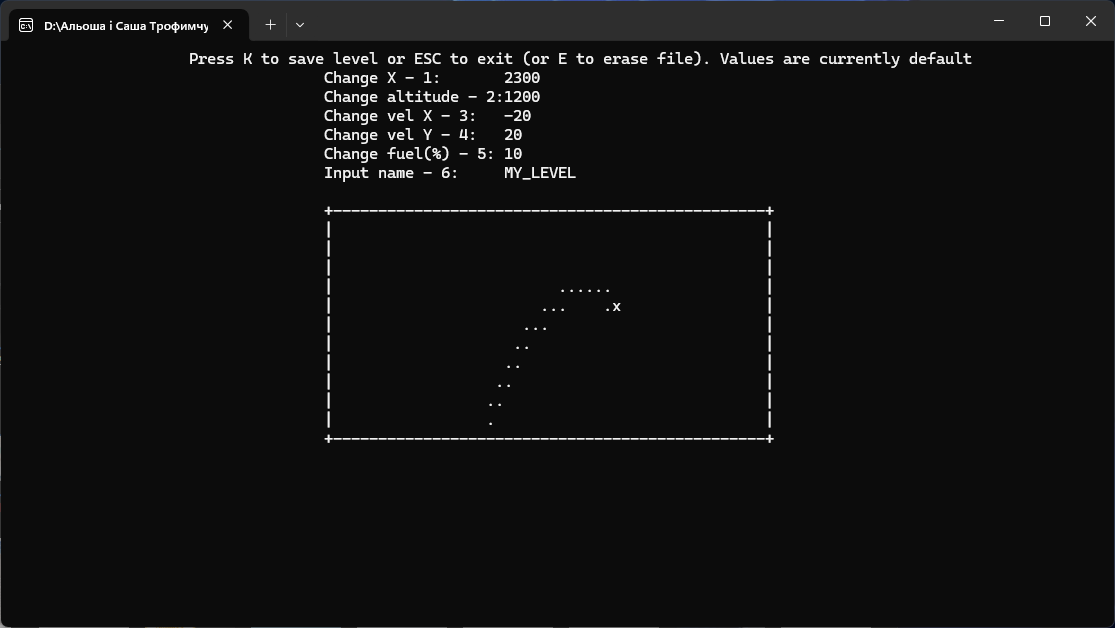 D:\Альоша і Саша Трофимчу
Press K to save level or ESC to exit (or E to erase file). Values are currently default
Change X - 1: 2300
Change altitude - 2:1200
Change vel X - 3: -20
Change vel Y - 4: 20
Change fuel(%) - 5: 10
Input name - 6: MY_LEVEL
......
... .x
...
..
..
..
..
.